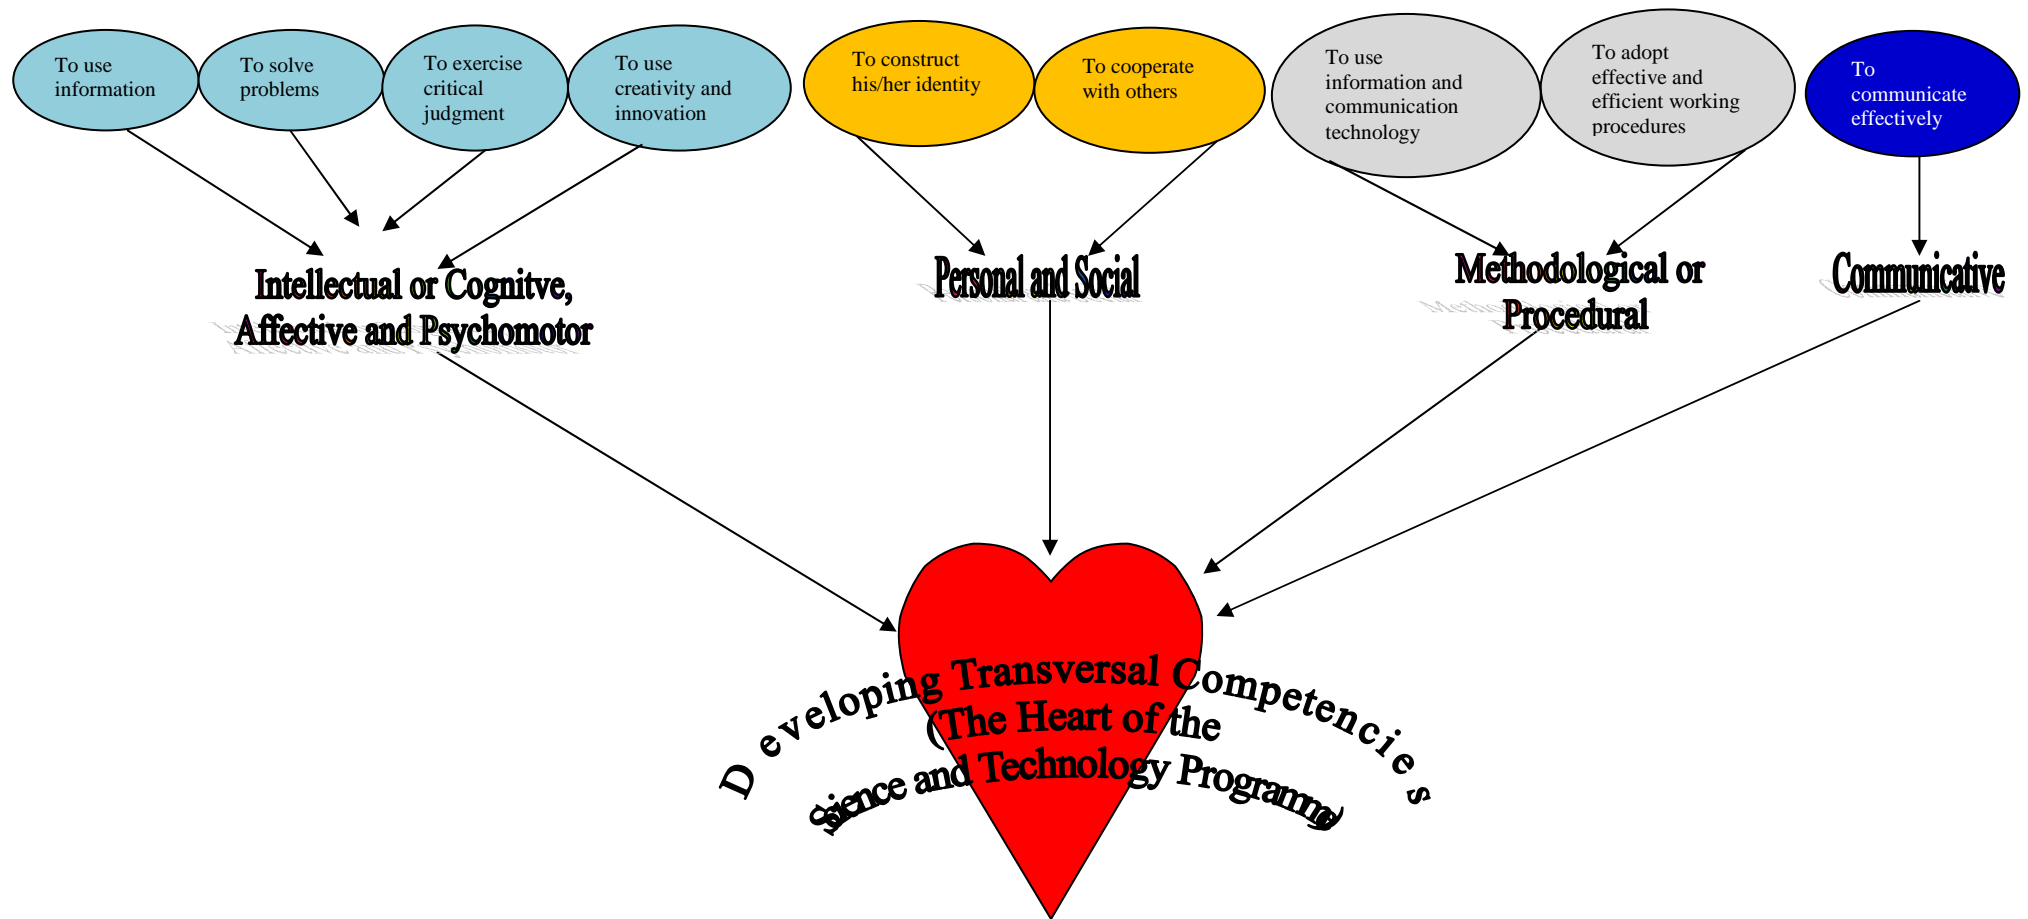 To use
information
To solve
problems
To exercise
critical
judgment
To use
creativity and
innovation
To construct
his/her identity
To cooperate
with others
To use
information and
communication
technology
To adopt
effective and
efficient working
procedures
To
communicate
effectively
Intellectual or Cognitve,
Affective and Psychomotor
Personal and Social
Methodological or
Procedural
Communicative
Developing Transversal Competencies
(The Heart of the
Science and Technology Programme)